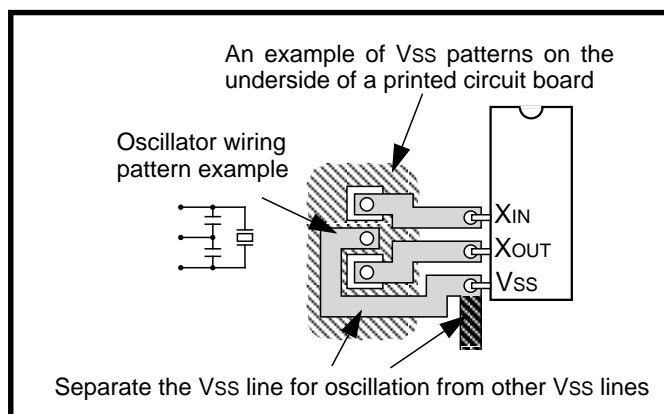 An example of VSS patterns on the
underside of a printed circuit board
Oscillator wiring
pattern example
XIN
XOUT
VSS
Separate the VSS line for oscillation from other VSS lines